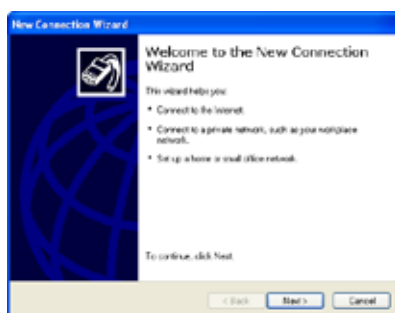 New Connection Wizard
Welcome to the New Connection
Wizard
This wizard helps you:
• Connect to the Internet.
• Connect to a private network, such as your workplace
network.
• Set up a home or small office network.
To continue, click Next.
< Back
Next >
Cancel